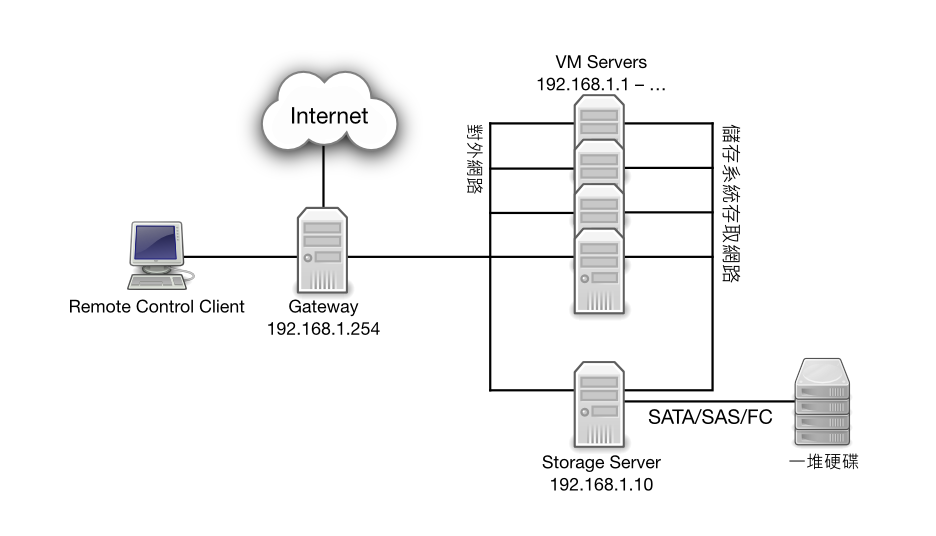 VM Servers
192.168.1.1 – ...
Internet
對外網路
儲存系統存取網路
Remote Control Client
Gateway
192.168.1.254
SATA/SAS/FC
Storage Server
192.168.1.10
一堆硬碟